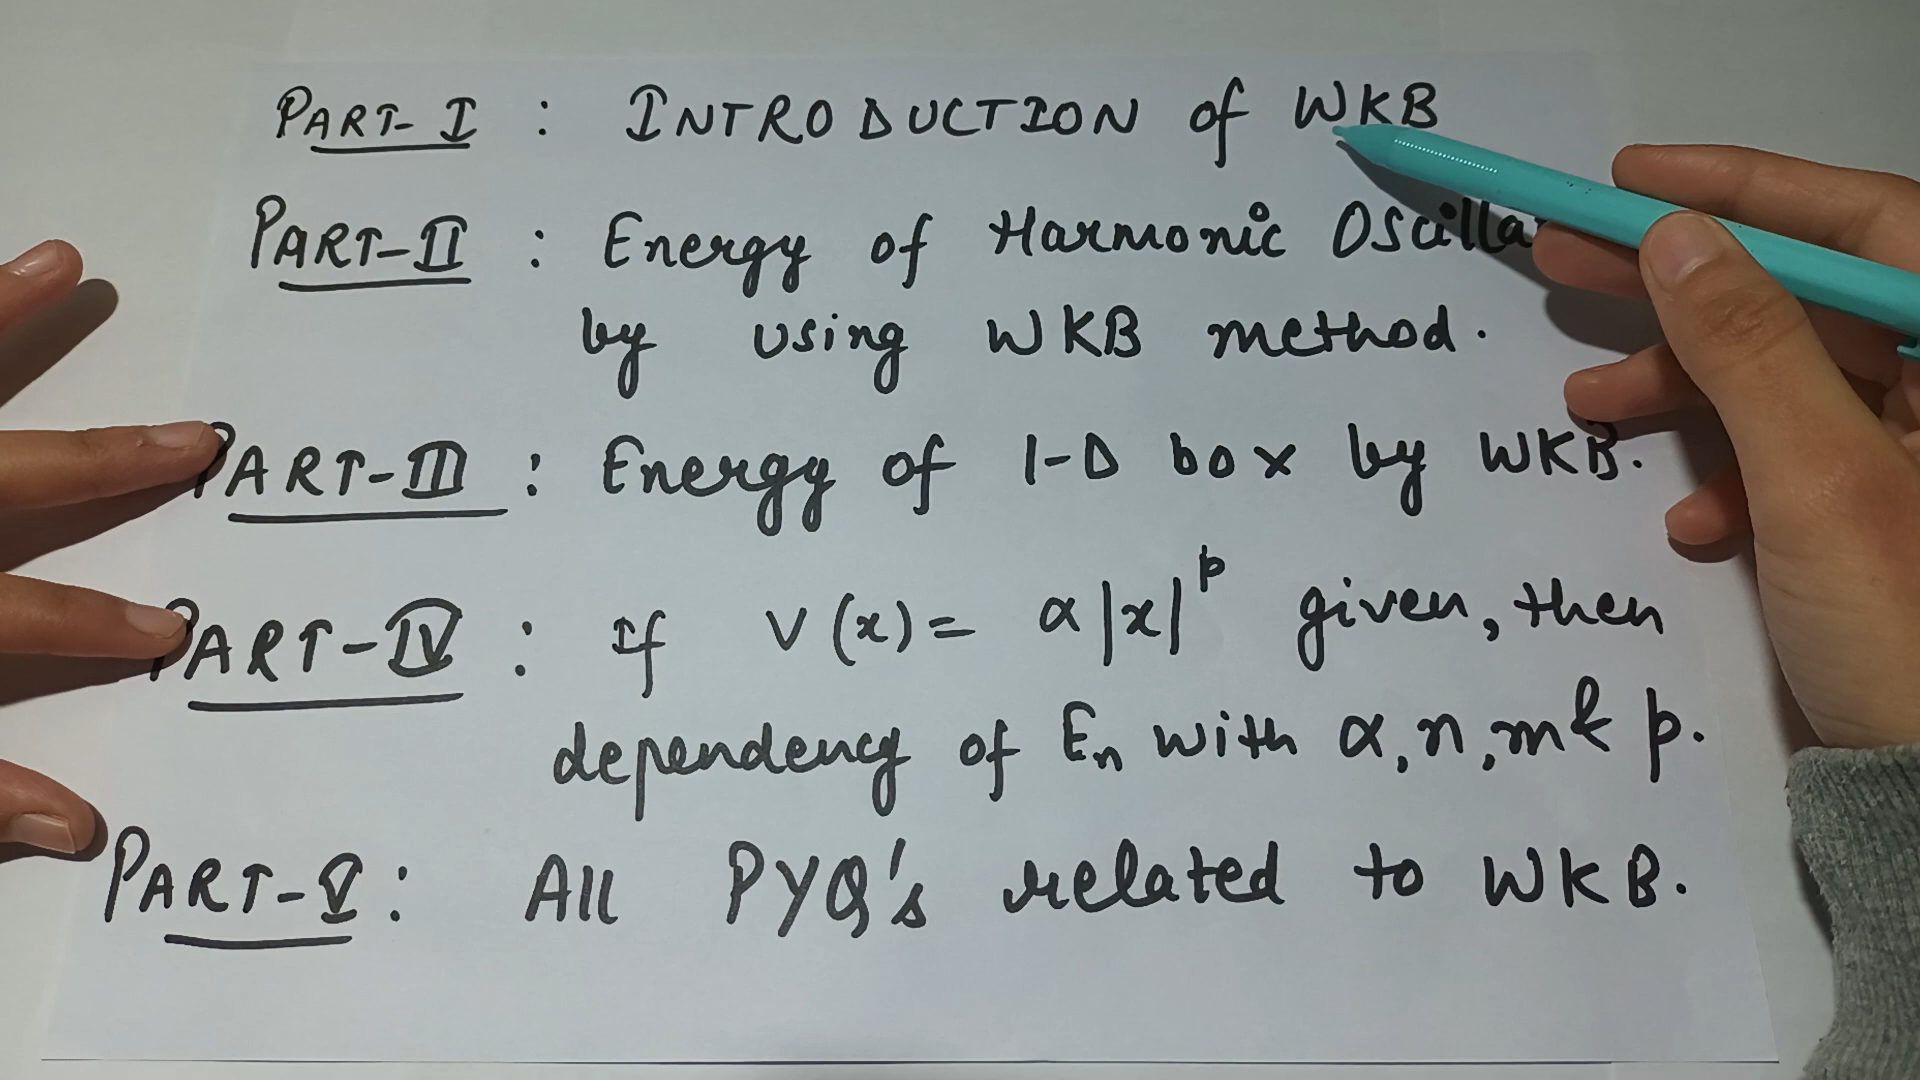 PART-I : INTRODUCTION of WKB
PART-II : Energy of Harmonic Oscilla
by using WKB method.
PART-III : Energy of 1-D box by WKB.
PART-IV : If V(x) = α|x|^p given, then
dependency of En with α, n, m & p.
PART-V : All PYQ's related to WKB.